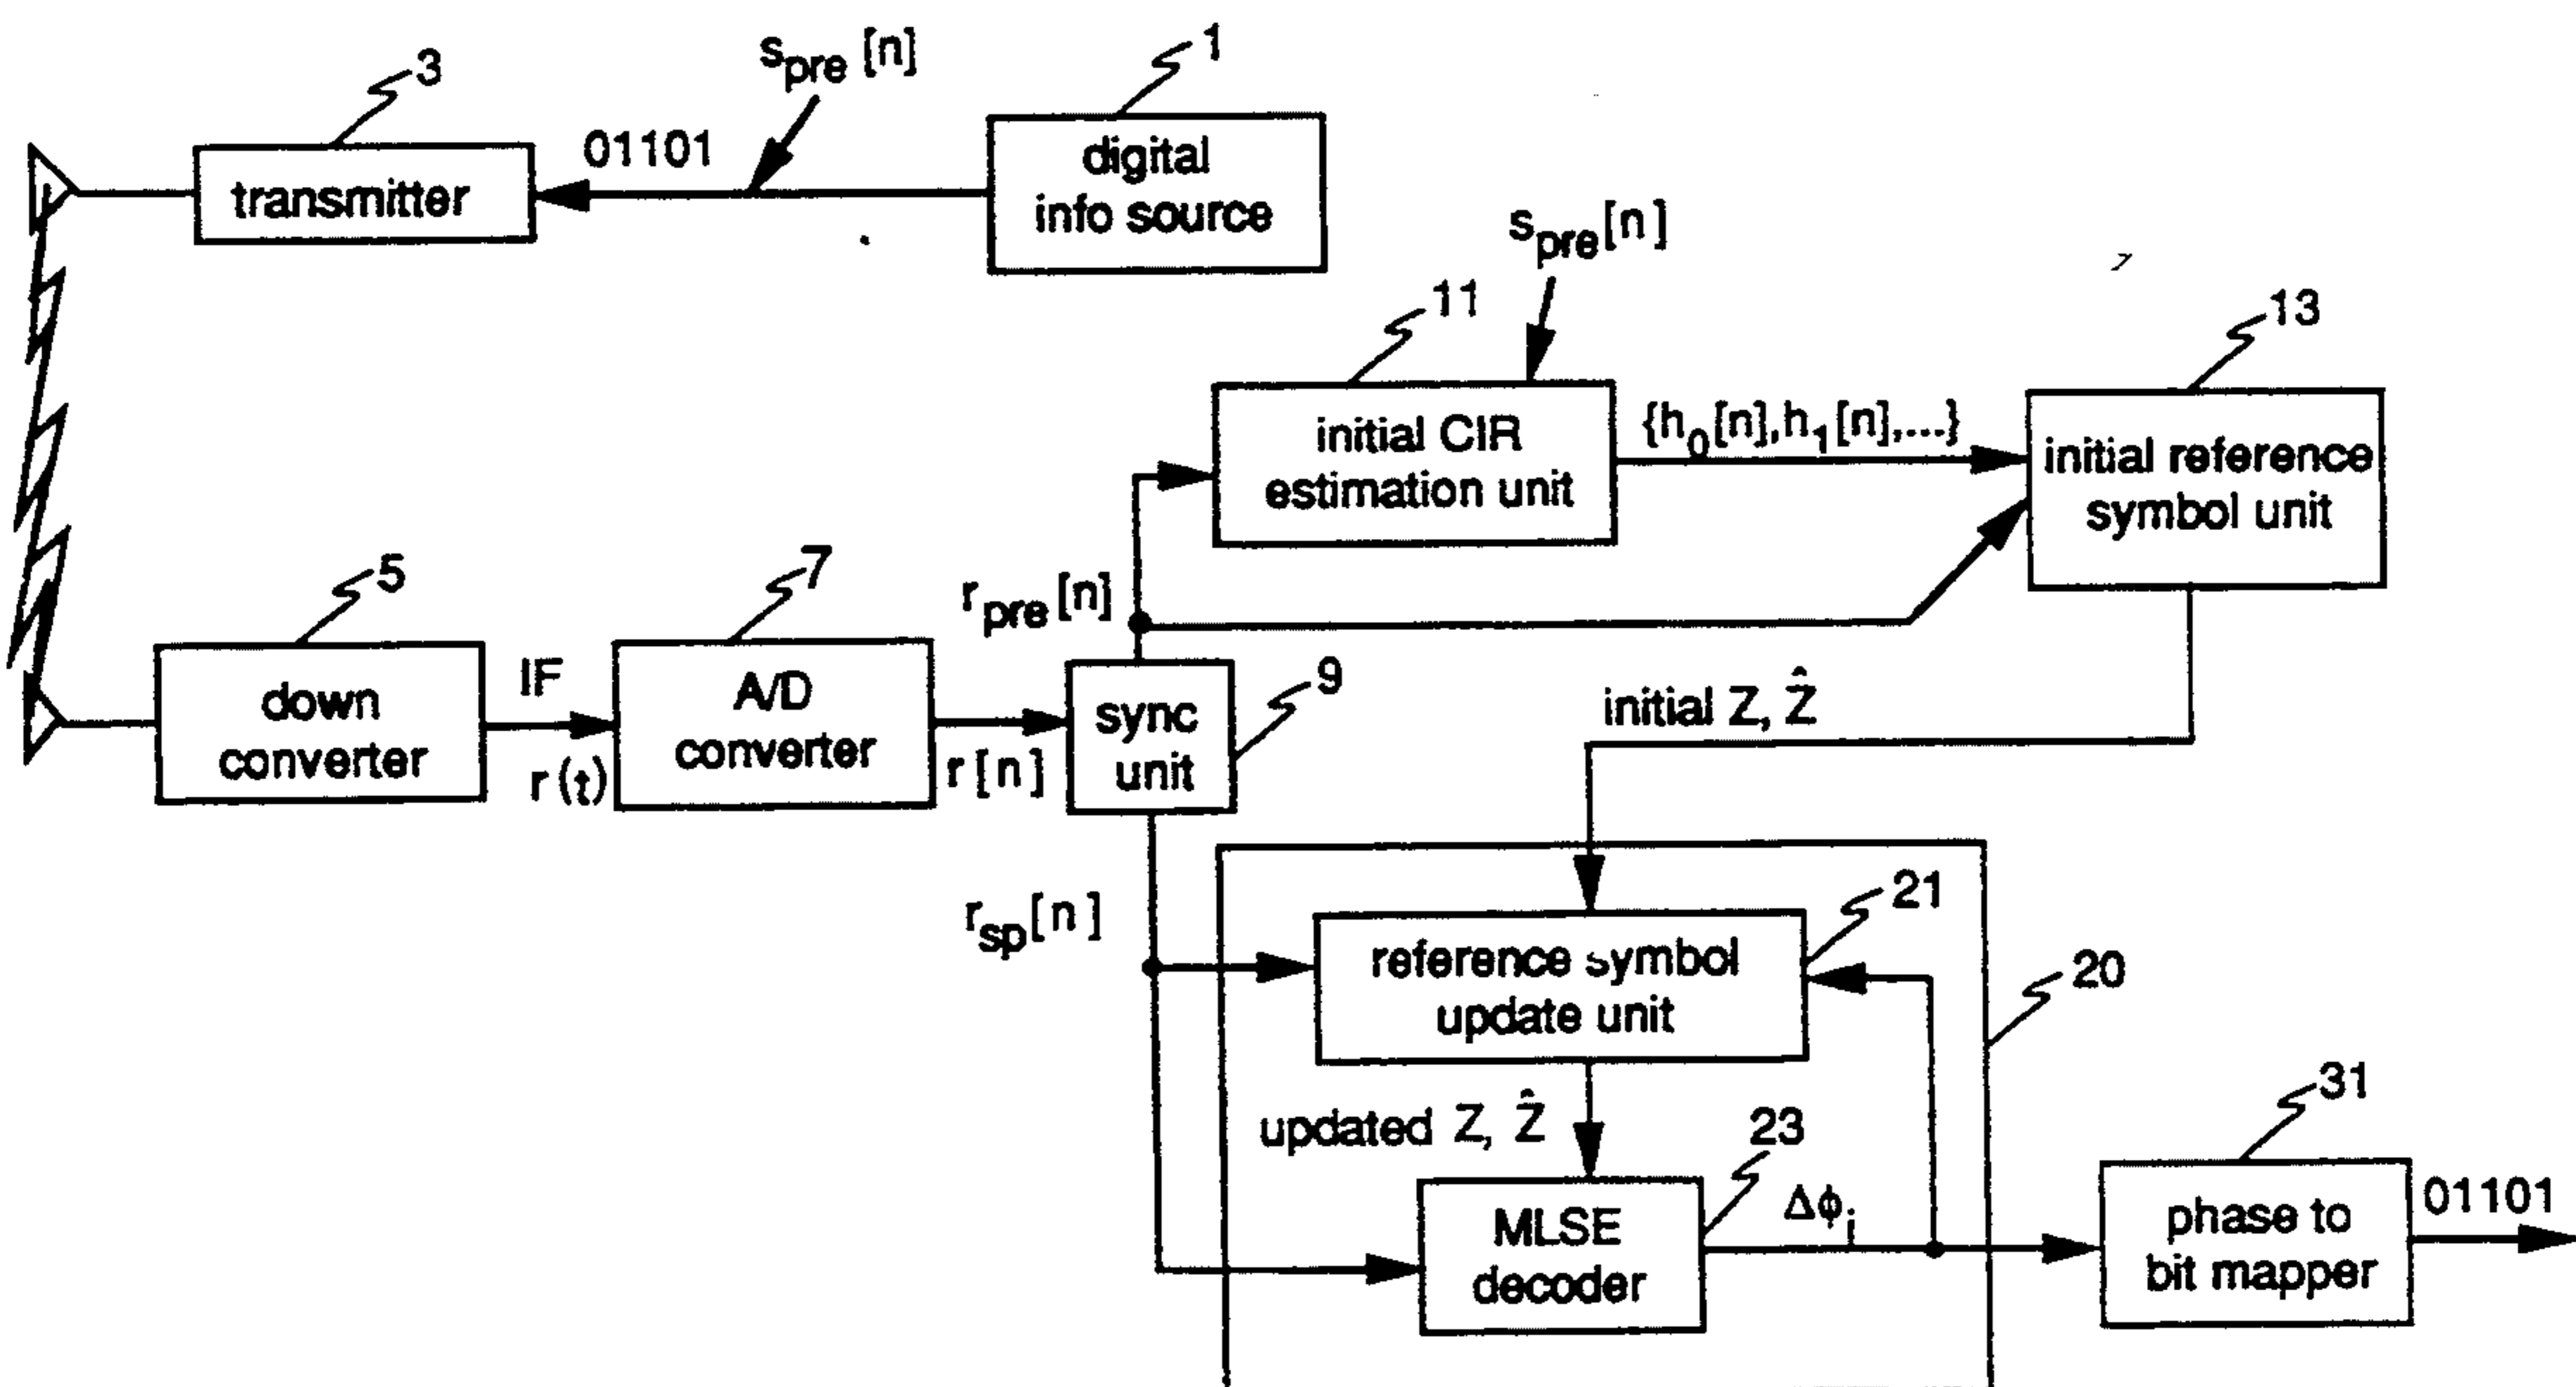 s_pre [n]
1
3
01101
digital
info source
transmitter
s_pre[n]
11
13
initial CIR
estimation unit
{h_0[n],h_1[n],....}
initial reference
symbol unit
5
7
r_pre[n]
down
converter
IF
r(t)
A/D
converter
r[n]
sync
unit
9
initial Z, Ẑ
r_sp[n]
21
reference symbol
update unit
20
updated Z, Ẑ
23
31
MLSE
decoder
Δϕ_i
phase to
bit mapper
01101